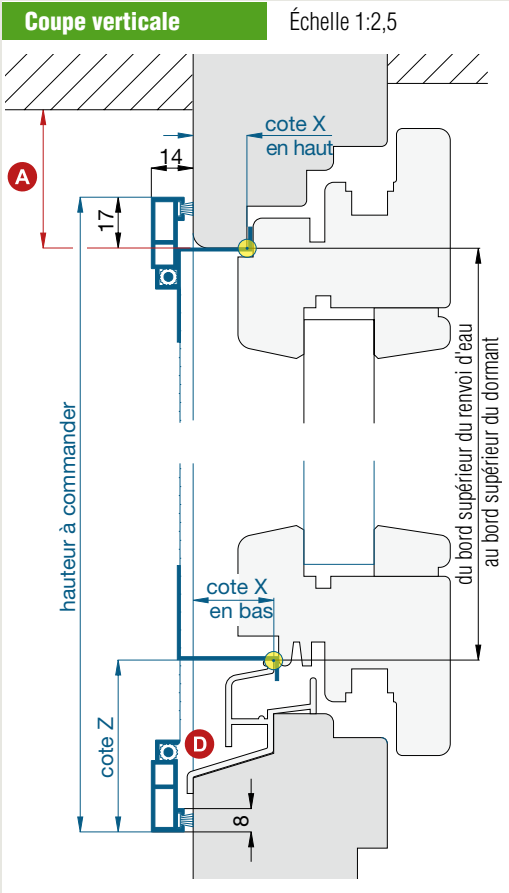 Coupe verticale
Échelle 1:2,5
cote X
en haut
14
A
17
hauteur à commander
du bord supérieur du renvoi d'eau
au bord supérieur du dormant
cote X
en bas
cote Z
D
8